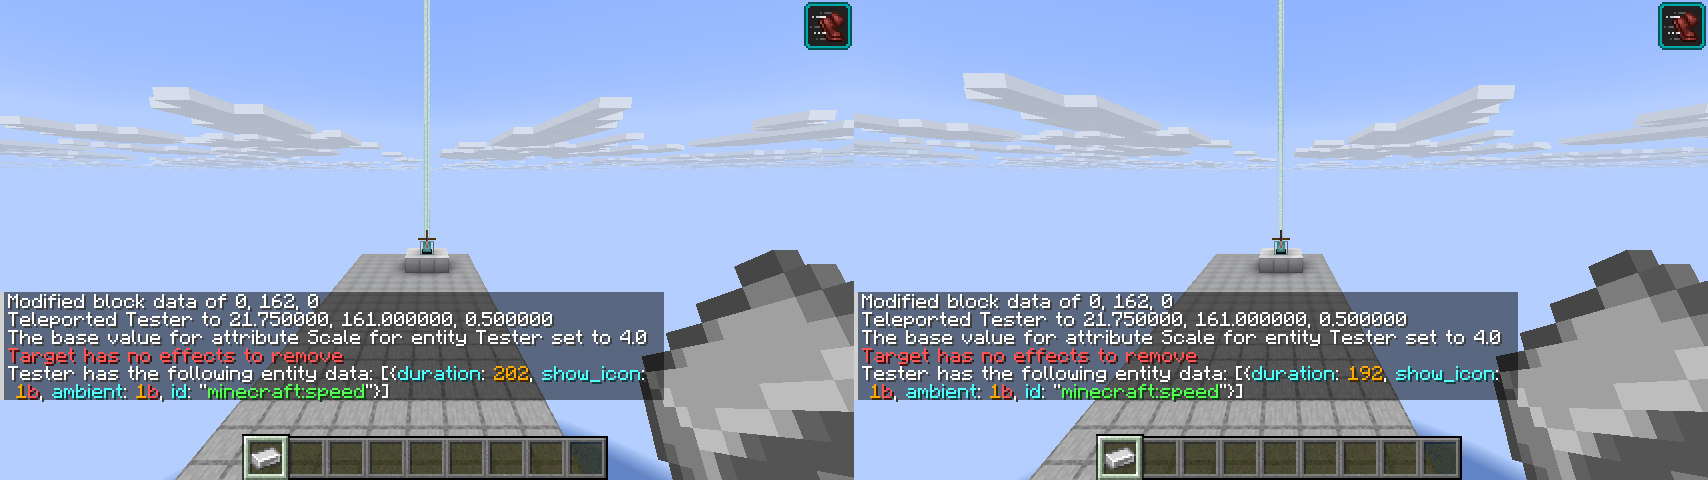 Modified block data of 0, 162, 0
Teleported Tester to 21.750000, 161.000000, 0.500000
The base value for attribute Scale for entity Tester set to 4.0
Target has no effects to remove
Tester has the following entity data: [{duration: 202, show_icon:
1b, ambient: 1b, id: "minecraft:speed"}]
Modified block data of 0, 162, 0
Teleported Tester to 21.750000, 161.000000, 0.500000
The base value for attribute Scale for entity Tester set to 4.0
Target has no effects to remove
Tester has the following entity data: [{duration: 192, show_icon:
1b, ambient: 1b, id: "minecraft:speed"}]